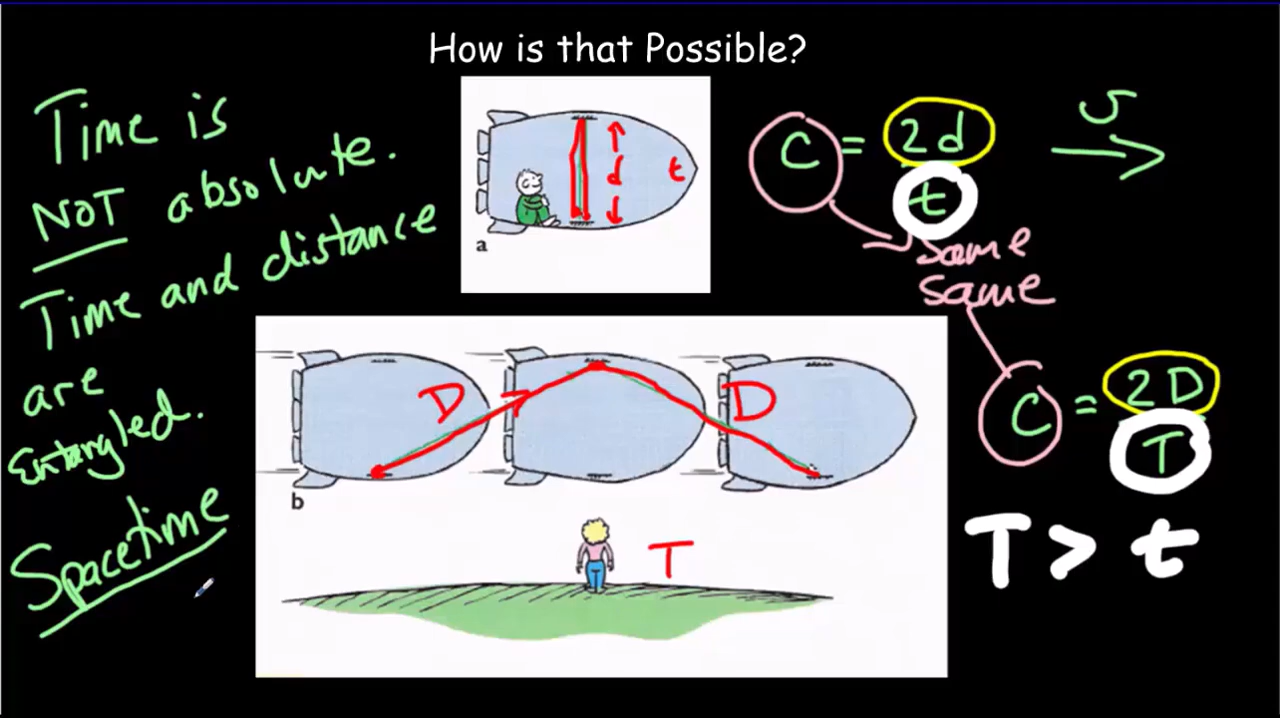 How is that Possible?
Time is
NOT absolute.
Time and distance
are
Entangled.
Spacetime
d
t
a
C = 2d
t
same
same
C = 2D
T
T > t
υ
D
D
b
T